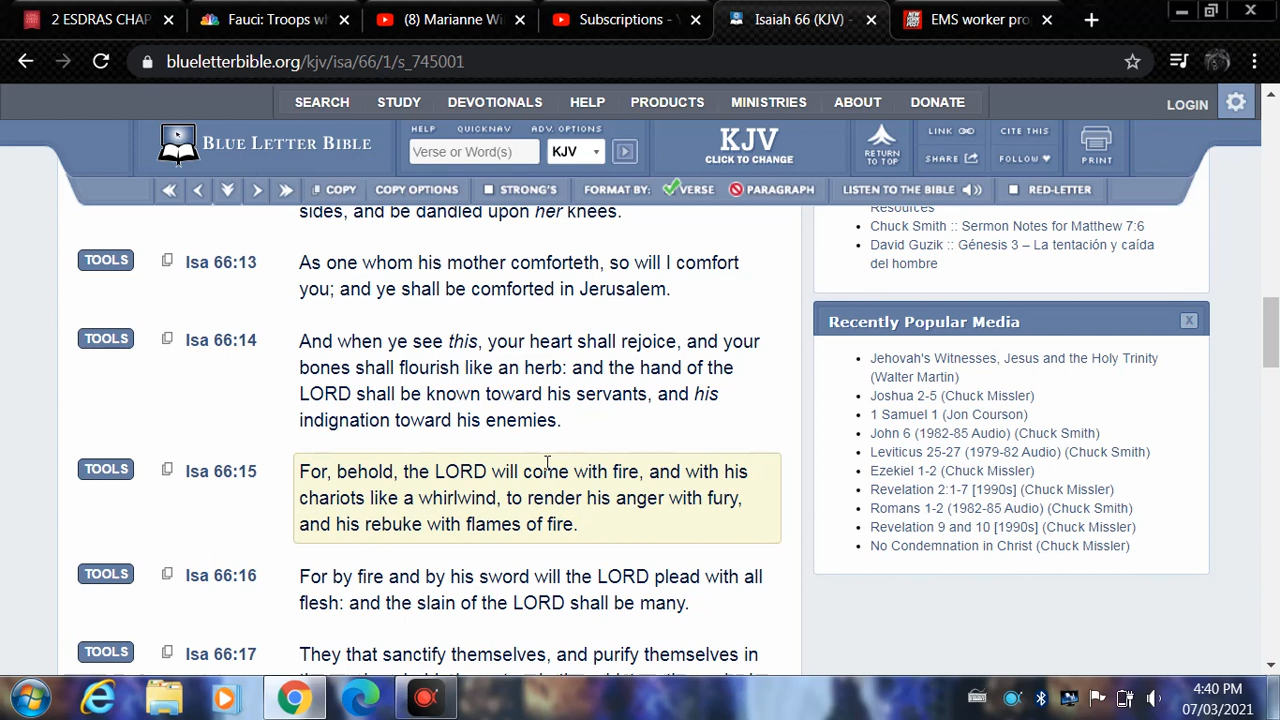 2 ESDRAS CHAP
Fauci: Troops wh
(8) Marianne Wi
Subscriptions - Y
Isaiah 66 (KJV) -
EMS worker pro
blueletterbible.org/kjv/isa/66/1/s_745001
SEARCH STUDY DEVOTIONALS HELP PRODUCTS MINISTRIES ABOUT DONATE
LOGIN
BLUE LETTER BIBLE
HELP QUICKNAV ADV. OPTIONS
Verse or Word(s)
KJV
KJV
CLICK TO CHANGE
RETURN
TO TOP
LINK
CITE THIS
SHARE
FOLLOW
PRINT
COPY COPY OPTIONS STRONG'S FORMAT BY: VERSE PARAGRAPH LISTEN TO THE BIBLE RED-LETTER
sides, and be dandled upon her knees.
TOOLS Isa 66:13 As one whom his mother comforteth, so will I comfort
you; and ye shall be comforted in Jerusalem.
TOOLS Isa 66:14 And when ye see this, your heart shall rejoice, and your
bones shall flourish like an herb: and the hand of the
LORD shall be known toward his servants, and his
indignation toward his enemies.
TOOLS Isa 66:15 For, behold, the LORD will come with fire, and with his
chariots like a whirlwind, to render his anger with fury,
and his rebuke with flames of fire.
TOOLS Isa 66:16 For by fire and by his sword will the LORD plead with all
flesh: and the slain of the LORD shall be many.
TOOLS Isa 66:17 They that sanctify themselves, and purify themselves in
Resources
Chuck Smith :: Sermon Notes for Matthew 7:6
David Guzik :: Génesis 3 – La tentación y caída
del hombre
Recently Popular Media
X
Jehovah's Witnesses, Jesus and the Holy Trinity
(Walter Martin)
Joshua 2-5 (Chuck Missler)
1 Samuel 1 (Jon Courson)
John 6 (1982-85 Audio) (Chuck Smith)
Leviticus 25-27 (1979-82 Audio) (Chuck Smith)
Ezekiel 1-2 (Chuck Missler)
Revelation 2:1-7 [1990s] (Chuck Missler)
Romans 1-2 (1982-85 Audio) (Chuck Smith)
Revelation 9 and 10 [1990s] (Chuck Missler)
No Condemnation in Christ (Chuck Missler)
4:40 PM
07/03/2021